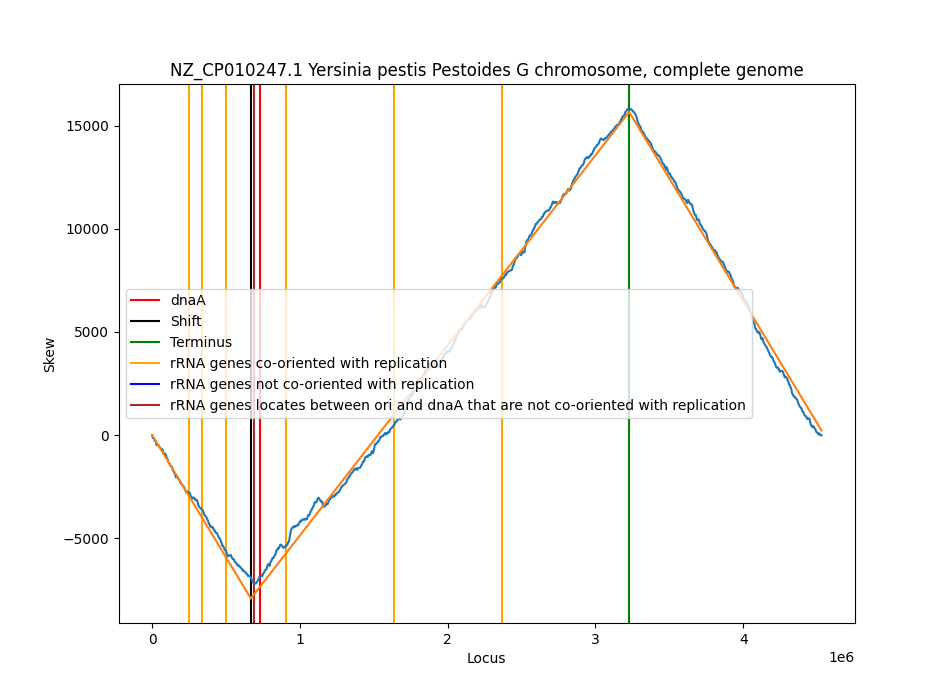 NZ_CP010247.1 Yersinia pestis Pestoides G chromosome, complete genome
15000
10000
5000
0
−5000
Skew
dnaA
Shift
Terminus
rRNA genes co-oriented with replication
rRNA genes not co-oriented with replication
rRNA genes locates between ori and dnaA that are not co-oriented with replication
0 1 2 3 4
1e6
Locus